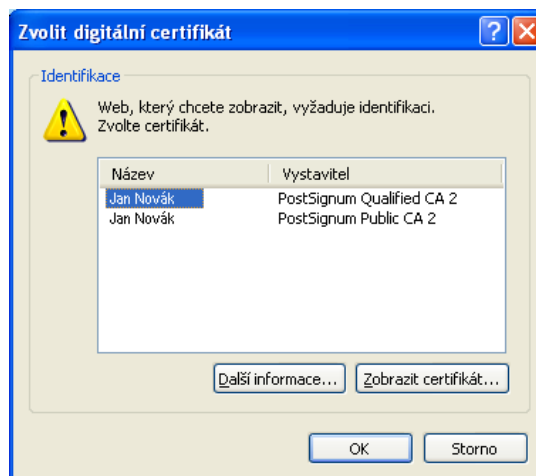 Zvolit digitální certifikát
Identifikace
Web, který chcete zobrazit, vyžaduje identifikaci.
Zvolte certifikát.
Název Vystavitel
Jan Novák PostSignum Qualified CA 2
Jan Novák PostSignum Public CA 2
Další informace... Zobrazit certifikát...
OK Storno